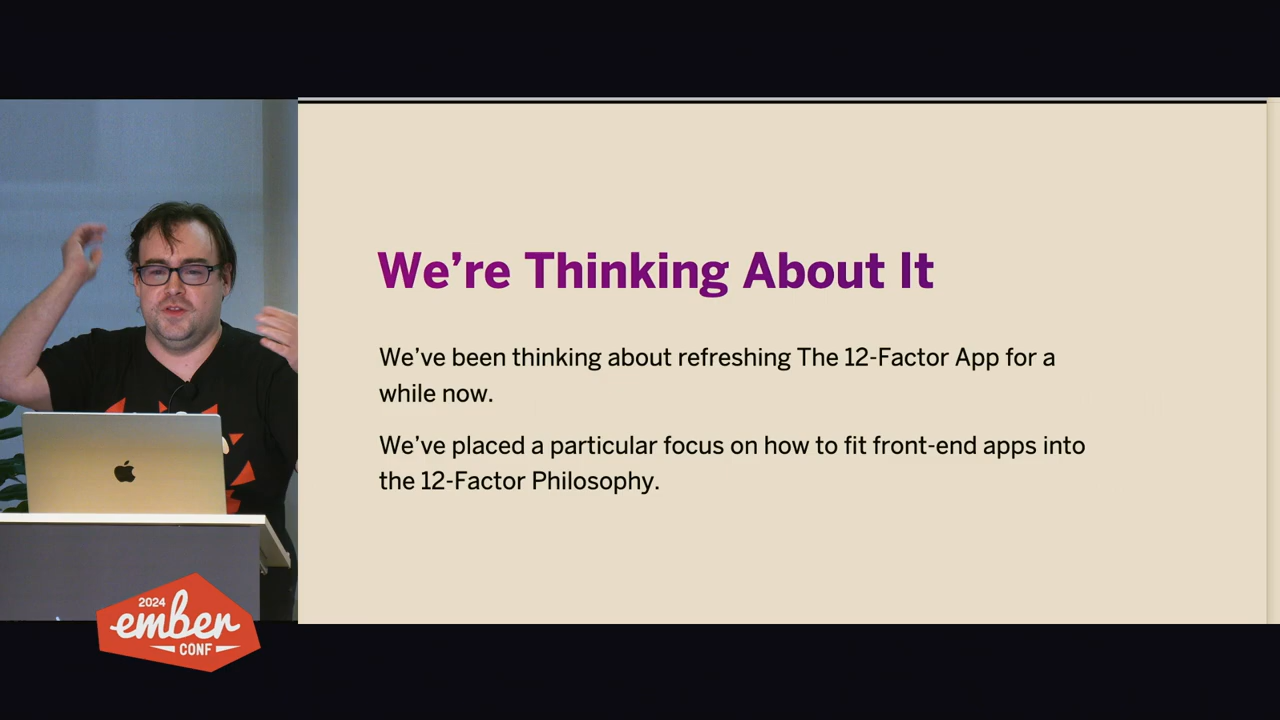 We’re Thinking About It
We’ve been thinking about refreshing The 12-Factor App for a
while now.
We’ve placed a particular focus on how to fit front-end apps into
the 12-Factor Philosophy.
2024
ember
CONF